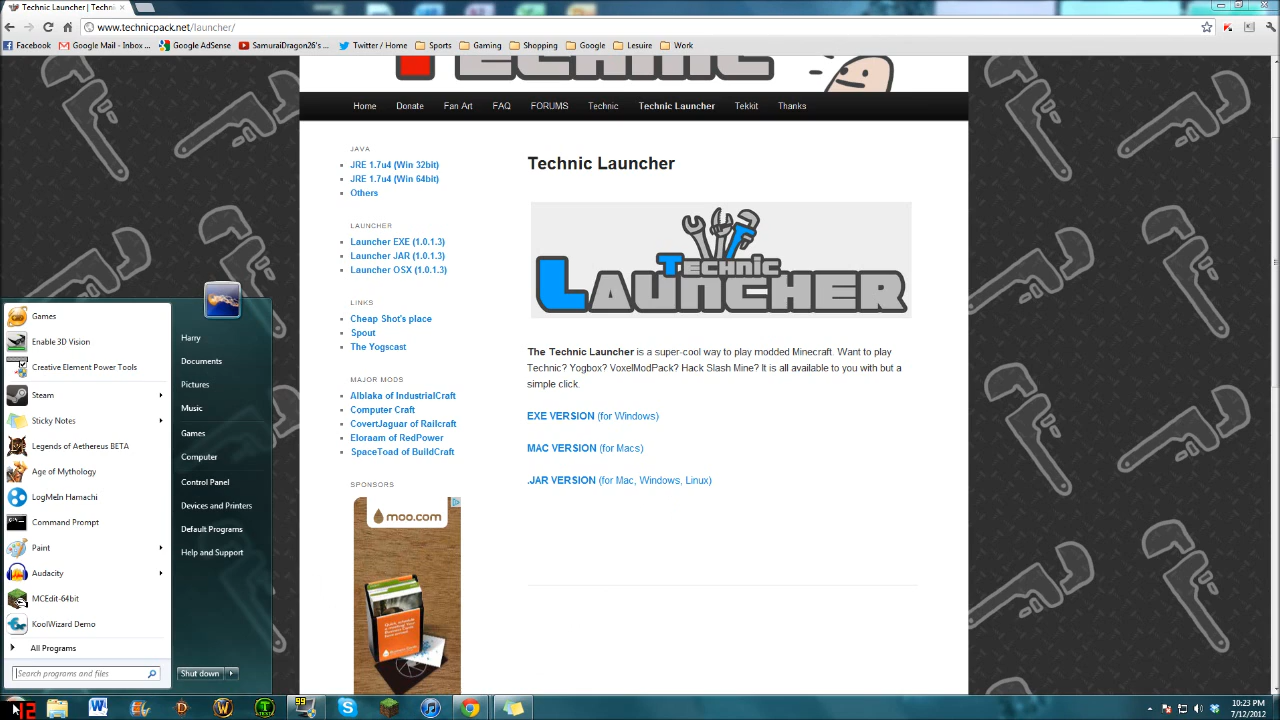 Technic Launcher | Techni
www.technicpack.net/launcher/
Facebook
Google Mail - Inbox ...
Google AdSense
SamuraiDragon26's ...
Twitter / Home
Sports
Gaming
Shopping
Google
Lesuire
Work
TECHNIC
Home
Donate
Fan Art
FAQ
FORUMS
Technic
Technic Launcher
Tekkit
Thanks
JAVA
JRE 1.7u4 (Win 32bit)
JRE 1.7u4 (Win 64bit)
Others
LAUNCHER
Launcher EXE (1.0.1.3)
Launcher JAR (1.0.1.3)
Launcher OSX (1.0.1.3)
LINKS
Cheap Shot's place
Spout
The Yogscast
MAJOR MODS
Alblaka of IndustrialCraft
Computer Craft
CovertJaguar of Railcraft
Eloraam of RedPower
SpaceToad of BuildCraft
SPONSORS
moo.com
Technic Launcher
TECHNIC
LAUNCHER
The Technic Launcher is a super-cool way to play modded Minecraft. Want to play
Technic? Yogbox? VoxelModPack? Hack Slash Mine? It is all available to you with but a
simple click.
EXE VERSION (for Windows)
MAC VERSION (for Macs)
.JAR VERSION (for Mac, Windows, Linux)
Games
Enable 3D Vision
Creative Element Power Tools
Steam
Sticky Notes
Legends of Aethereus BETA
Age of Mythology
LogMeIn Hamachi
Command Prompt
Paint
Audacity
MCEdit-64bit
KoolWizard Demo
All Programs
Search programs and files
Harry
Documents
Pictures
Music
Games
Computer
Control Panel
Devices and Printers
Default Programs
Help and Support
Shut down
12
99
10:23 PM
7/12/2012